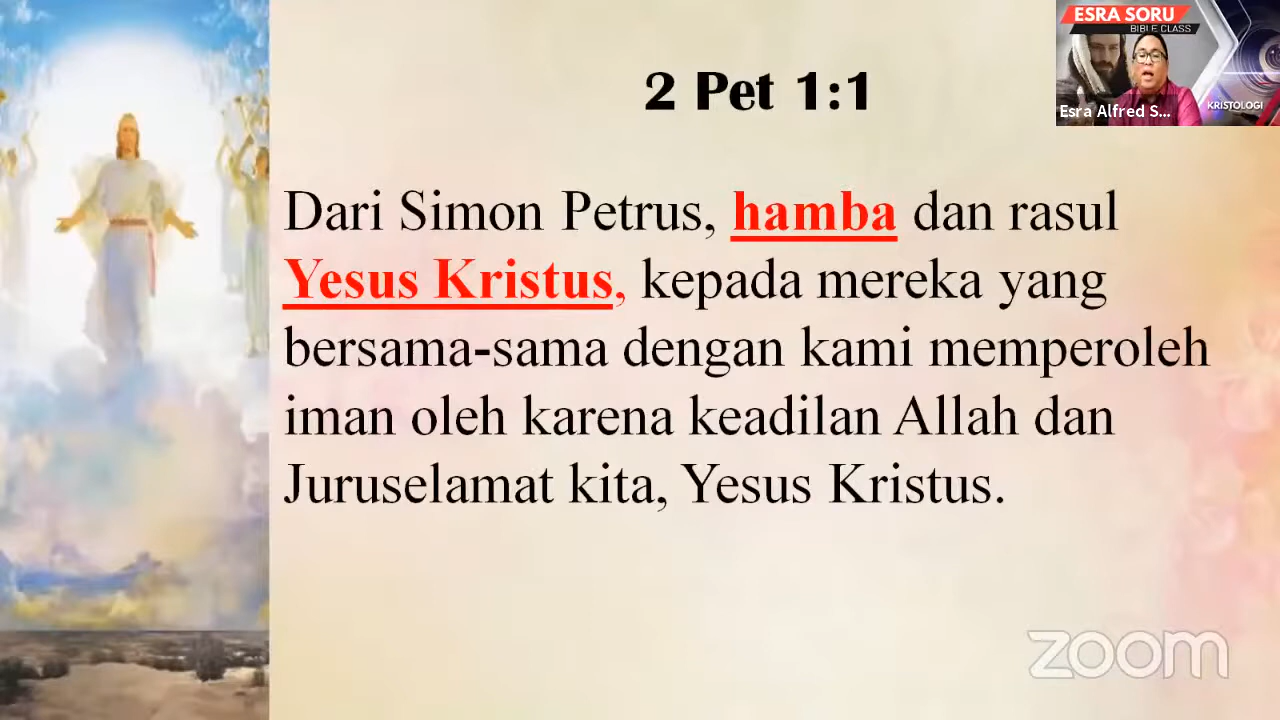 2 Pet 1:1
ESRA SORU
BIBLE CLASS
KRISTOLOGI
Esra Alfred S...
Dari Simon Petrus, hamba dan rasul
Yesus Kristus, kepada mereka yang
bersama-sama dengan kami memperoleh
iman oleh karena keadilan Allah dan
Juruselamat kita, Yesus Kristus.
zoom